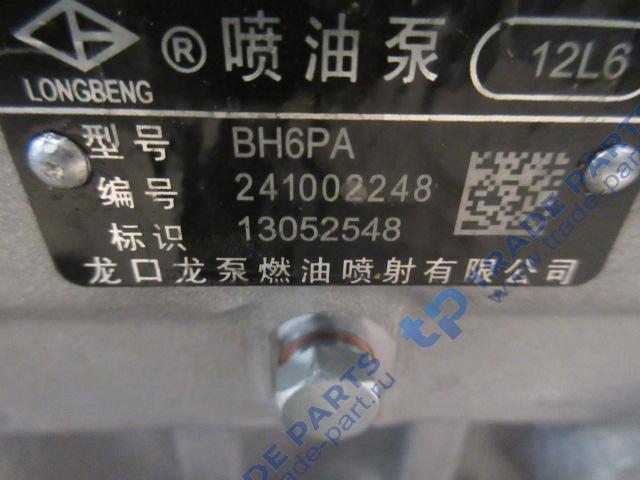 ® 喷油泵 12L6
LONGBENG
型号 BH6PA
编号 241002248
标识 13052548
龙口龙泵燃油喷射有限公司
tp TRADE PARTS
www.trade-part.ru
TRADE PARTS
trade-part.ru